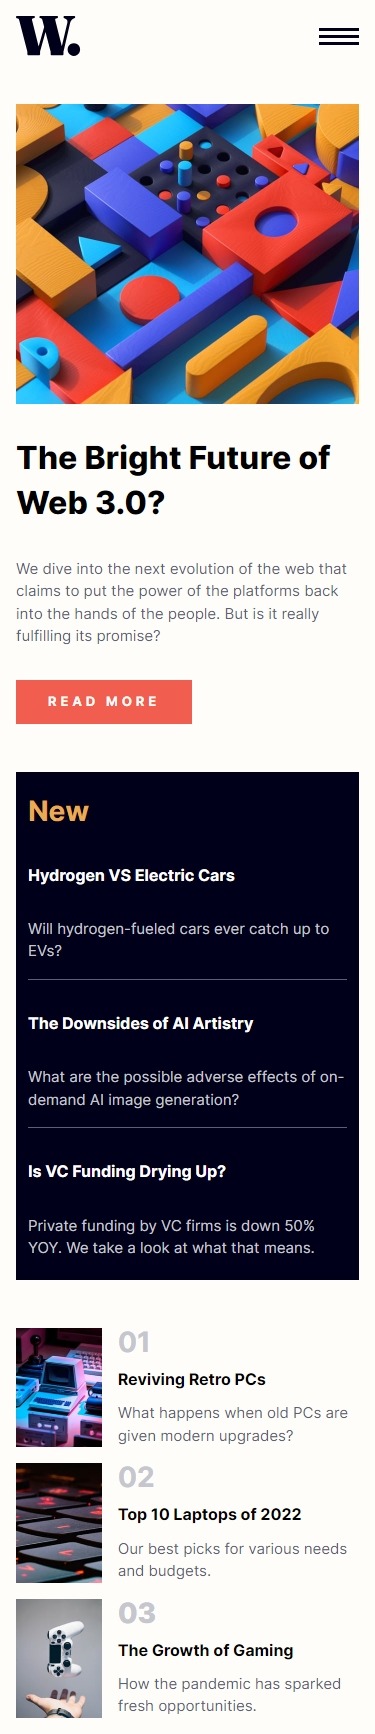 W.
The Bright Future of
Web 3.0?
We dive into the next evolution of the web that
claims to put the power of the platforms back
into the hands of the people. But is it really
fulfilling its promise?
READ MORE
New
Hydrogen VS Electric Cars
Will hydrogen-fueled cars ever catch up to
EVs?
The Downsides of AI Artistry
What are the possible adverse effects of on-
demand AI image generation?
Is VC Funding Drying Up?
Private funding by VC firms is down 50%
YOY. We take a look at what that means.
01
Reviving Retro PCs
What happens when old PCs are
given modern upgrades?
02
Top 10 Laptops of 2022
Our best picks for various needs
and budgets.
03
The Growth of Gaming
How the pandemic has sparked
fresh opportunities.